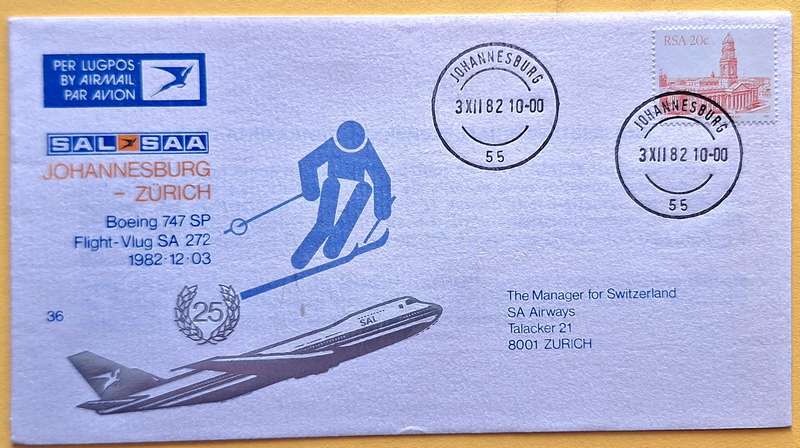 PER LUGPOS
BY AIRMAIL
PAR AVION
SAL SAA
JOHANNESBURG
- ZÜRICH
Boeing 747 SP
Flight-Vlug SA 272
1982·12·03
36
25
SAL
JOHANNESBURG
3 XII 82 10-00
55
RSA 20c
JOHANNESBURG
3 XII 82 10-00
55
The Manager for Switzerland
SA Airways
Talacker 21
8001 ZURICH